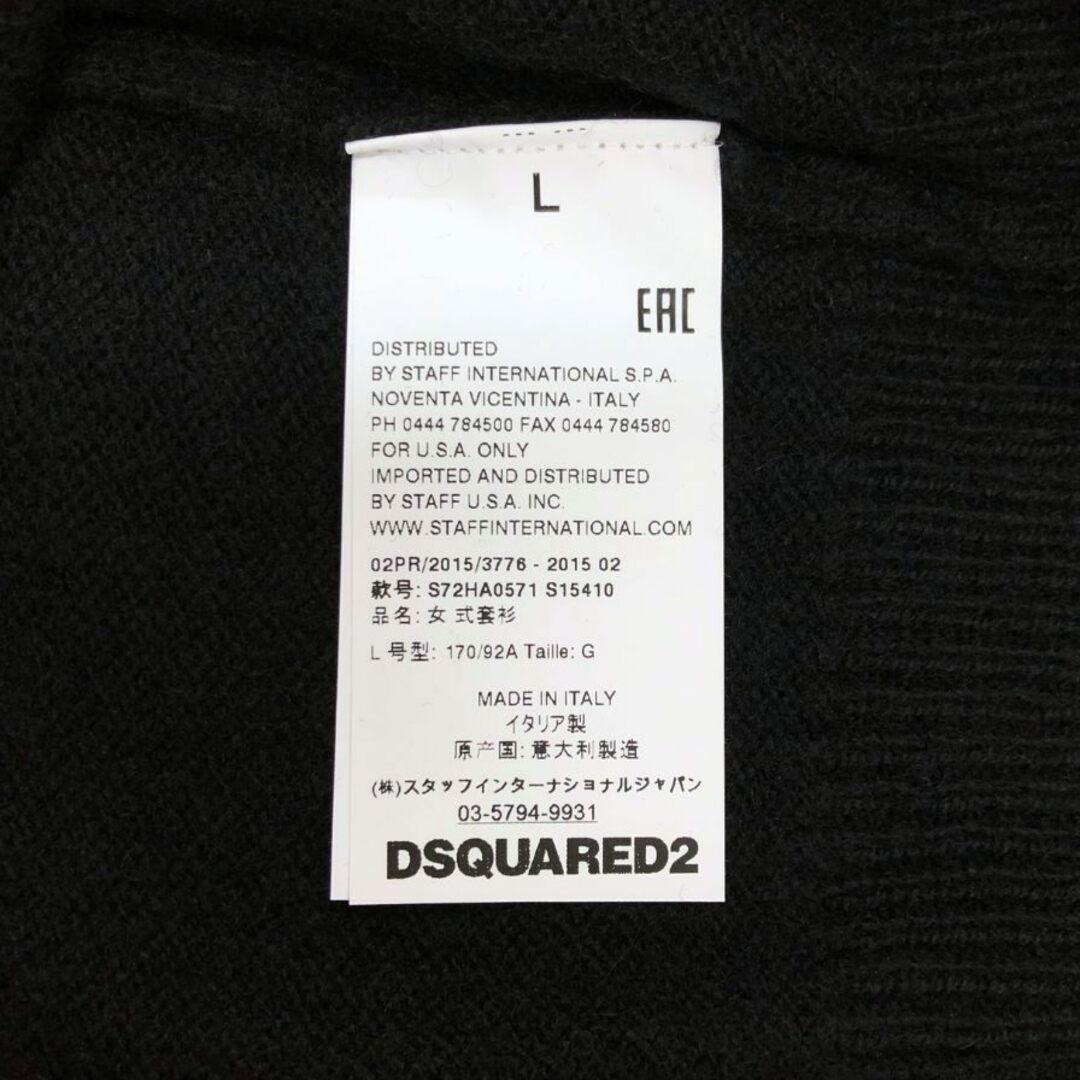 L
EAC
DISTRIBUTED
BY STAFF INTERNATIONAL S.P.A.
NOVENTA VICENTINA - ITALY
PH 0444 784500 FAX 0444 784580
FOR U.S.A. ONLY
IMPORTED AND DISTRIBUTED
BY STAFF U.S.A. INC.
WWW.STAFFINTERNATIONAL.COM
02PR/2015/3776 - 2015 02
款号: S72HA0571 S15410
品名: 女 式套衫
L 号型: 170/92A Taille: G
MADE IN ITALY
イタリア製
原产国: 意大利製造
(株)スタッフインターナショナルジャパン
03-5794-9931
DSQUARED2